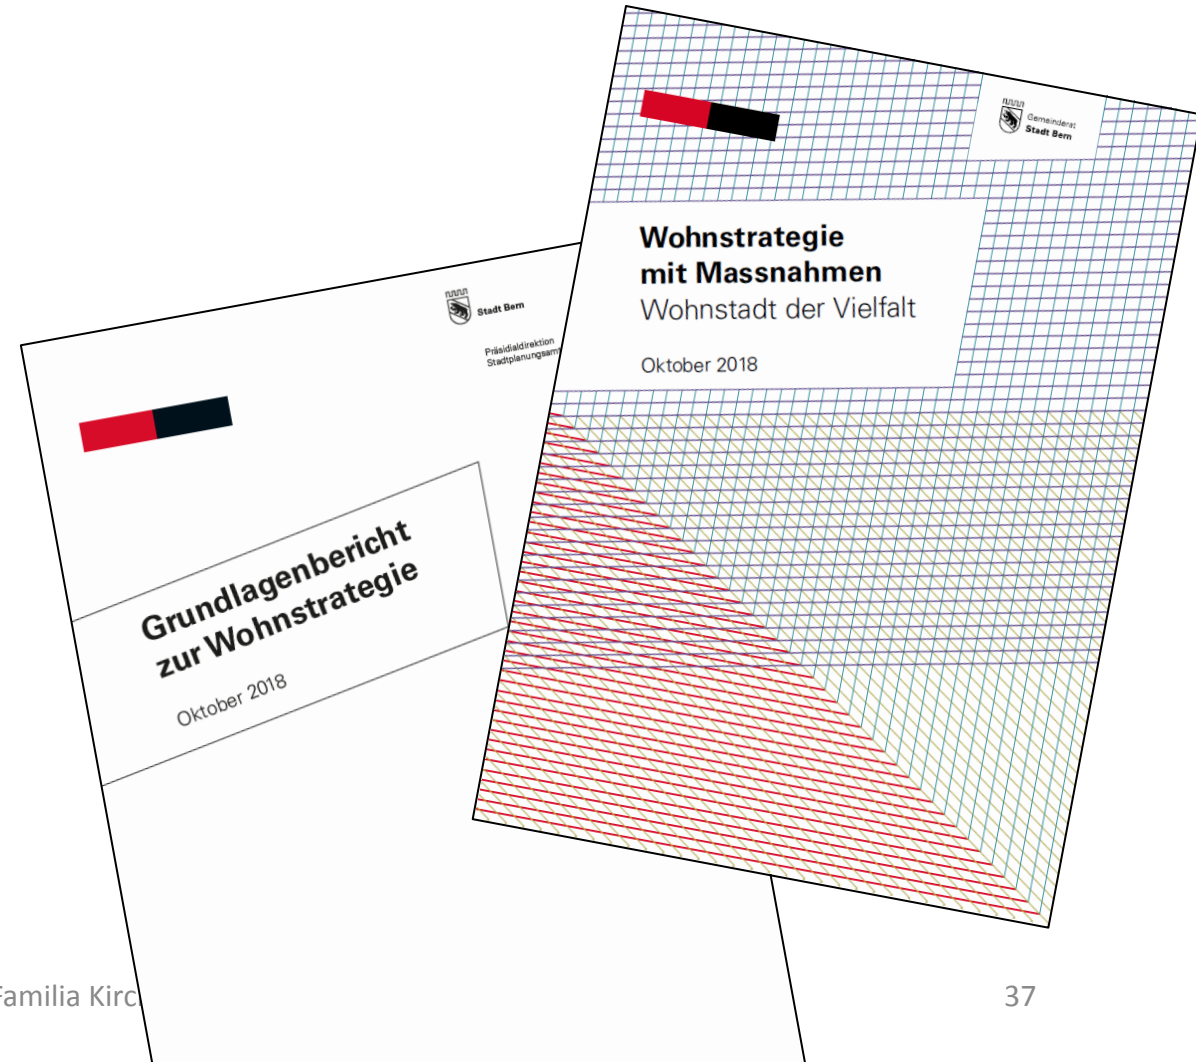 Gemeinderat
Stadt Bern
Wohnstrategie
mit Massnahmen
Wohnstadt der Vielfalt
Oktober 2018
Stadt Bern
Präsidialdirektion
Stadtplanungsamt
Grundlagenbericht
zur Wohnstrategie
Oktober 2018
37